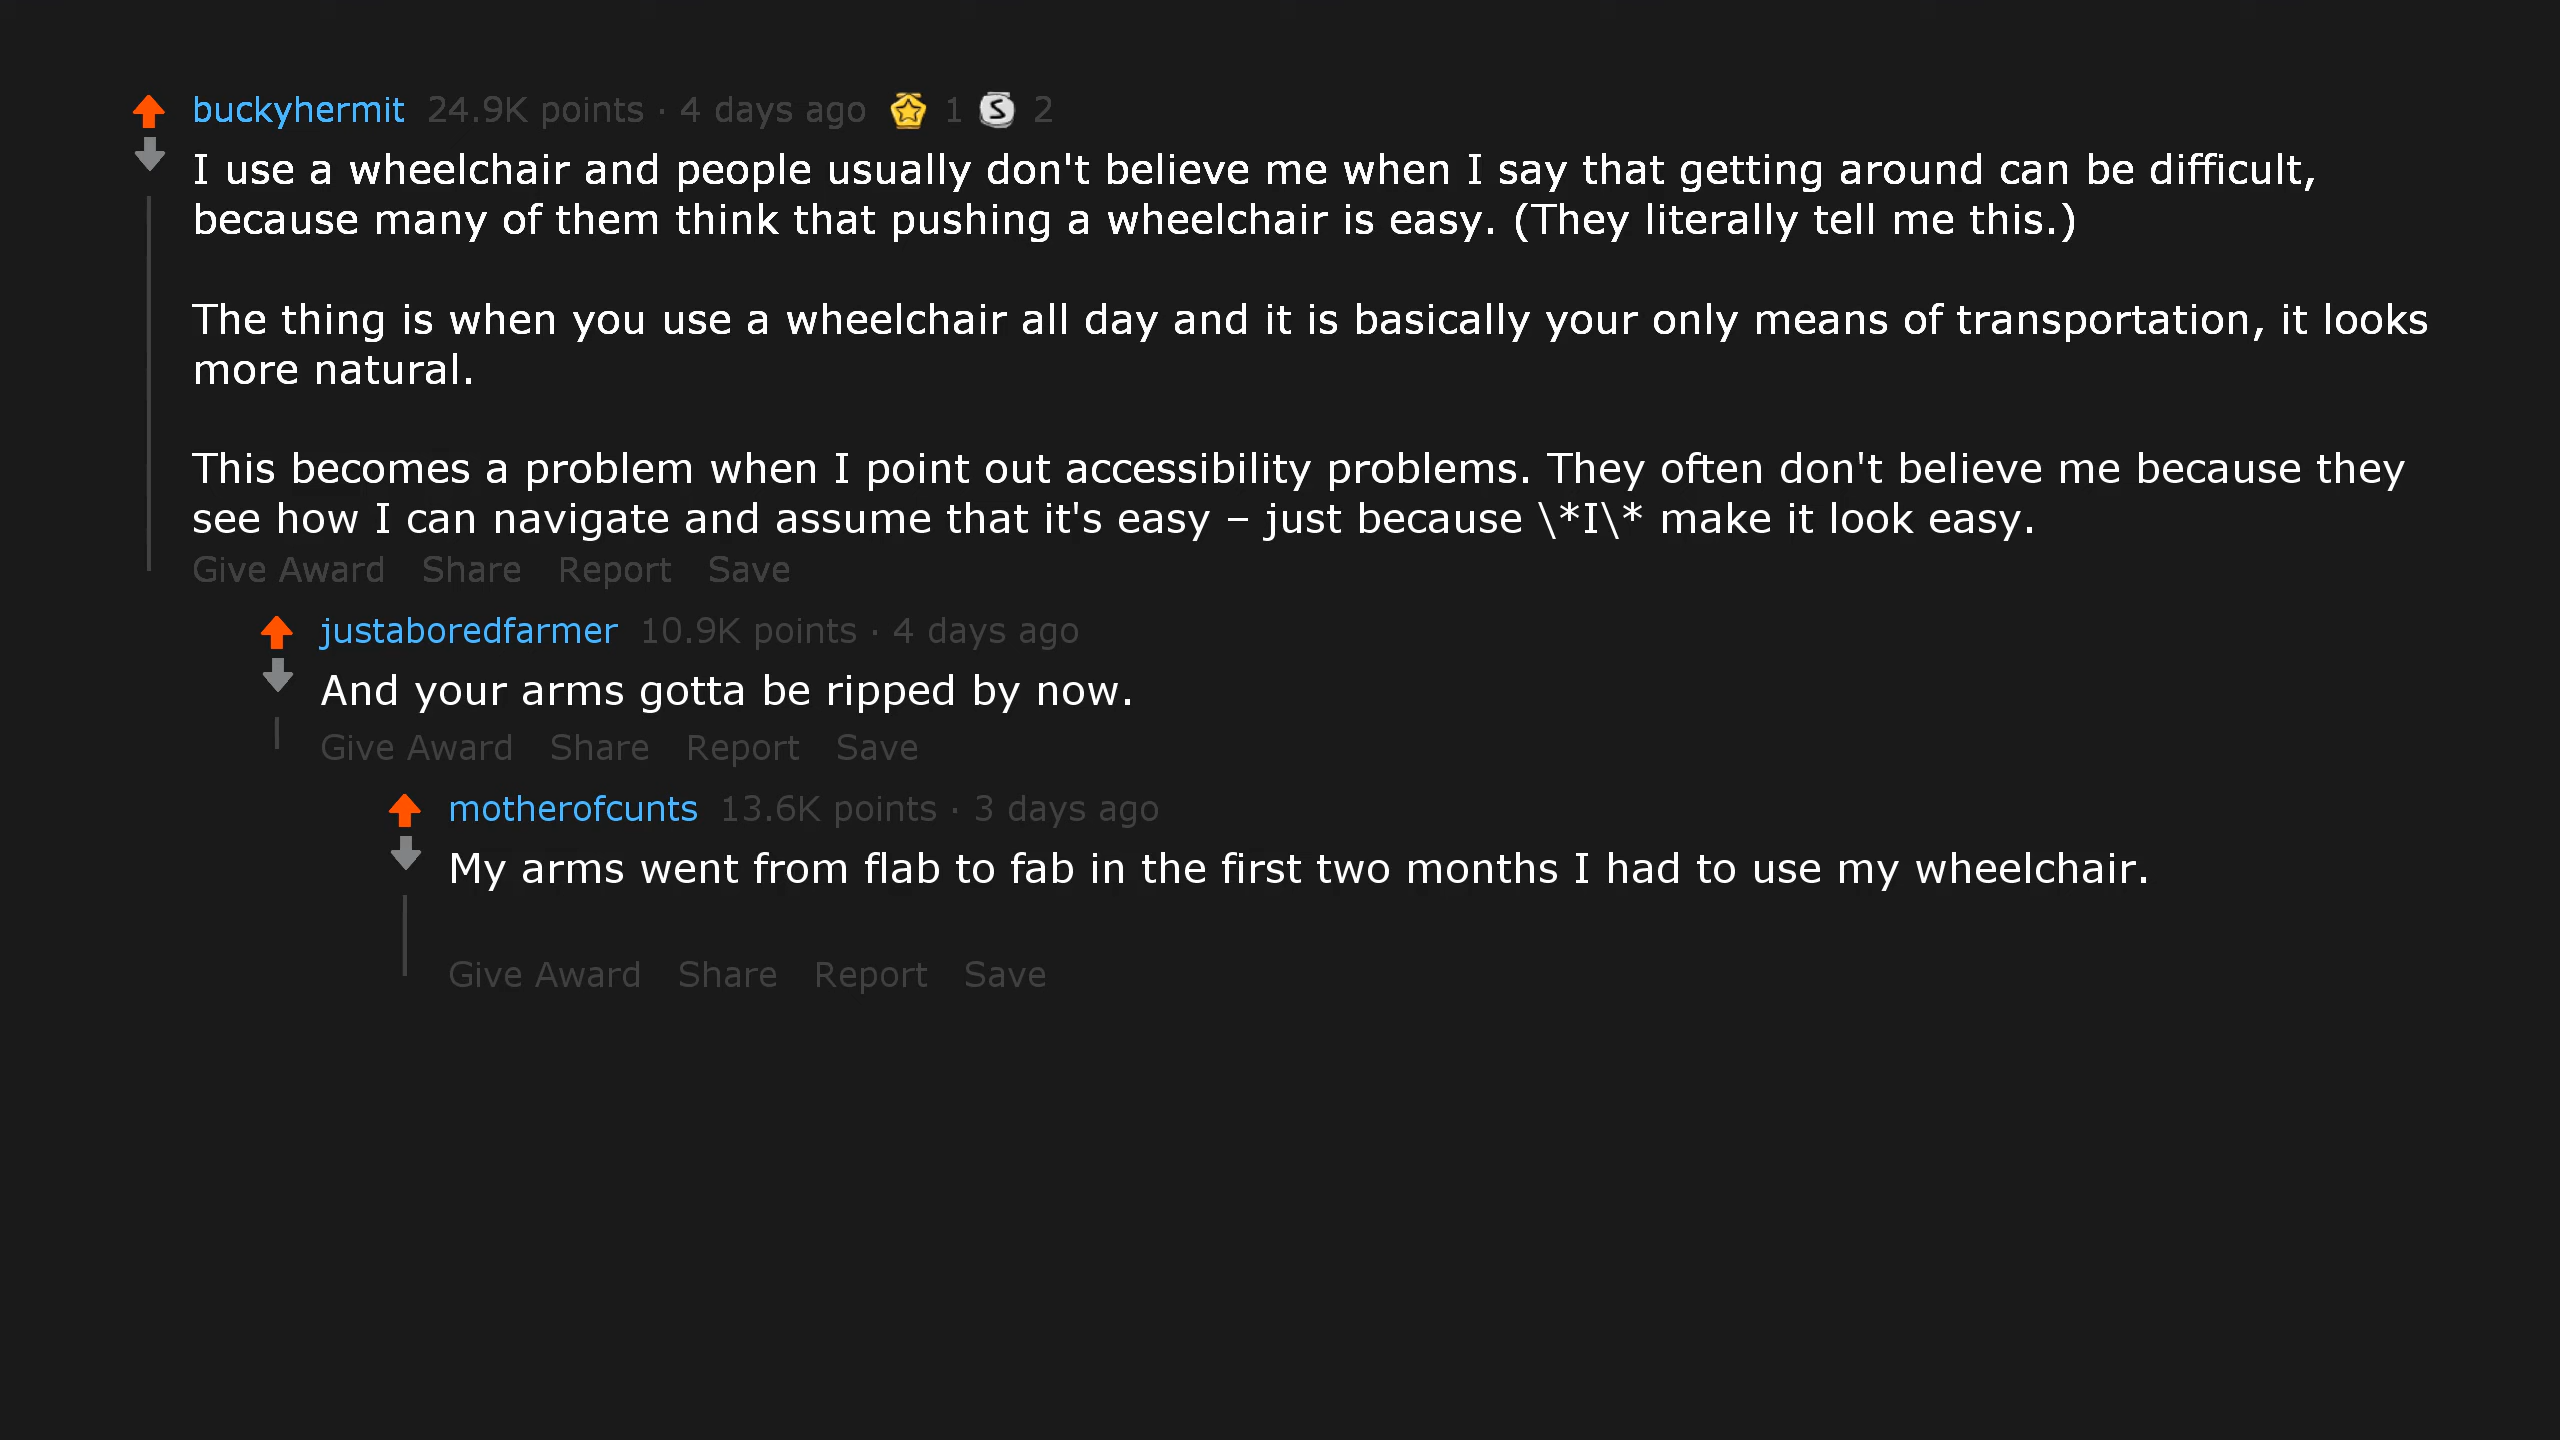 buckyhermit 24.9K points · 4 days ago 1 S 2
I use a wheelchair and people usually don't believe me when I say that getting around can be difficult,
because many of them think that pushing a wheelchair is easy. (They literally tell me this.)
The thing is when you use a wheelchair all day and it is basically your only means of transportation, it looks
more natural.
This becomes a problem when I point out accessibility problems. They often don't believe me because they
see how I can navigate and assume that it's easy – just because \*I\* make it look easy.
Give Award Share Report Save
justaboredfarmer 10.9K points · 4 days ago
And your arms gotta be ripped by now.
Give Award Share Report Save
motherofcunts 13.6K points · 3 days ago
My arms went from flab to fab in the first two months I had to use my wheelchair.
Give Award Share Report Save